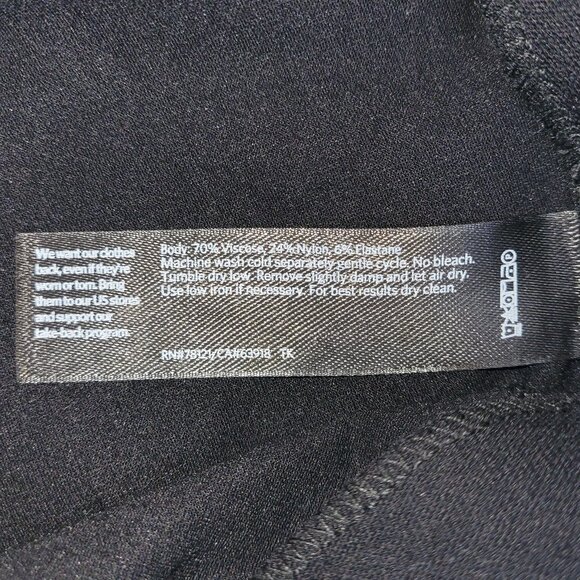 We want our clothes
back, even if they're
worn or torn. Bring
them to our US stores
and support our
take-back program.
Body: 70% Viscose, 24% Nylon, 6% Elastane
Machine wash cold separately gentle cycle. No bleach.
Tumble dry low. Remove slightly damp and let air dry.
Use low iron if necessary. For best results dry clean.
RN#78121/CA#63918 TK